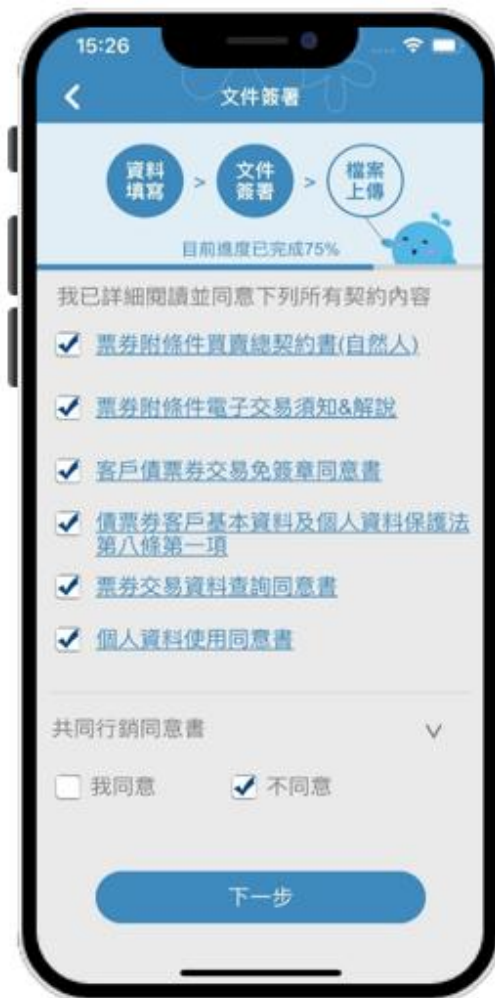 15:26
文件簽署
資料
填寫
>
文件
簽署
>
檔案
上傳
目前進度已完成75%
我已詳細閱讀並同意下列所有契約內容
票券附條件買賣總契約書(自然人)
票券附條件電子交易須知&解說
客戶債票券交易免簽章同意書
債票券客戶基本資料及個人資料保護法
第八條第一項
票券交易資料查詢同意書
個人資料使用同意書
共同行銷同意書
我同意 不同意
下一步